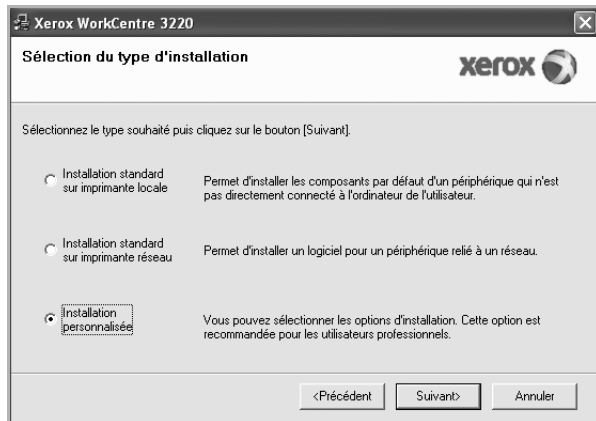 Xerox WorkCentre 3220
Sélection du type d'installation
xerox
Sélectionnez le type souhaité puis cliquez sur le bouton [Suivant].
Installation standard
sur imprimante locale
Permet d'installer les composants par défaut d'un périphérique qui n'est
pas directement connecté à l'ordinateur de l'utilisateur.
Installation standard
sur imprimante réseau
Permet d'installer un logiciel pour un périphérique relié à un réseau.
Installation
personnalisée
Vous pouvez sélectionner les options d'installation. Cette option est
recommandée pour les utilisateurs professionnels.
<Précédent
Suivant>
Annuler